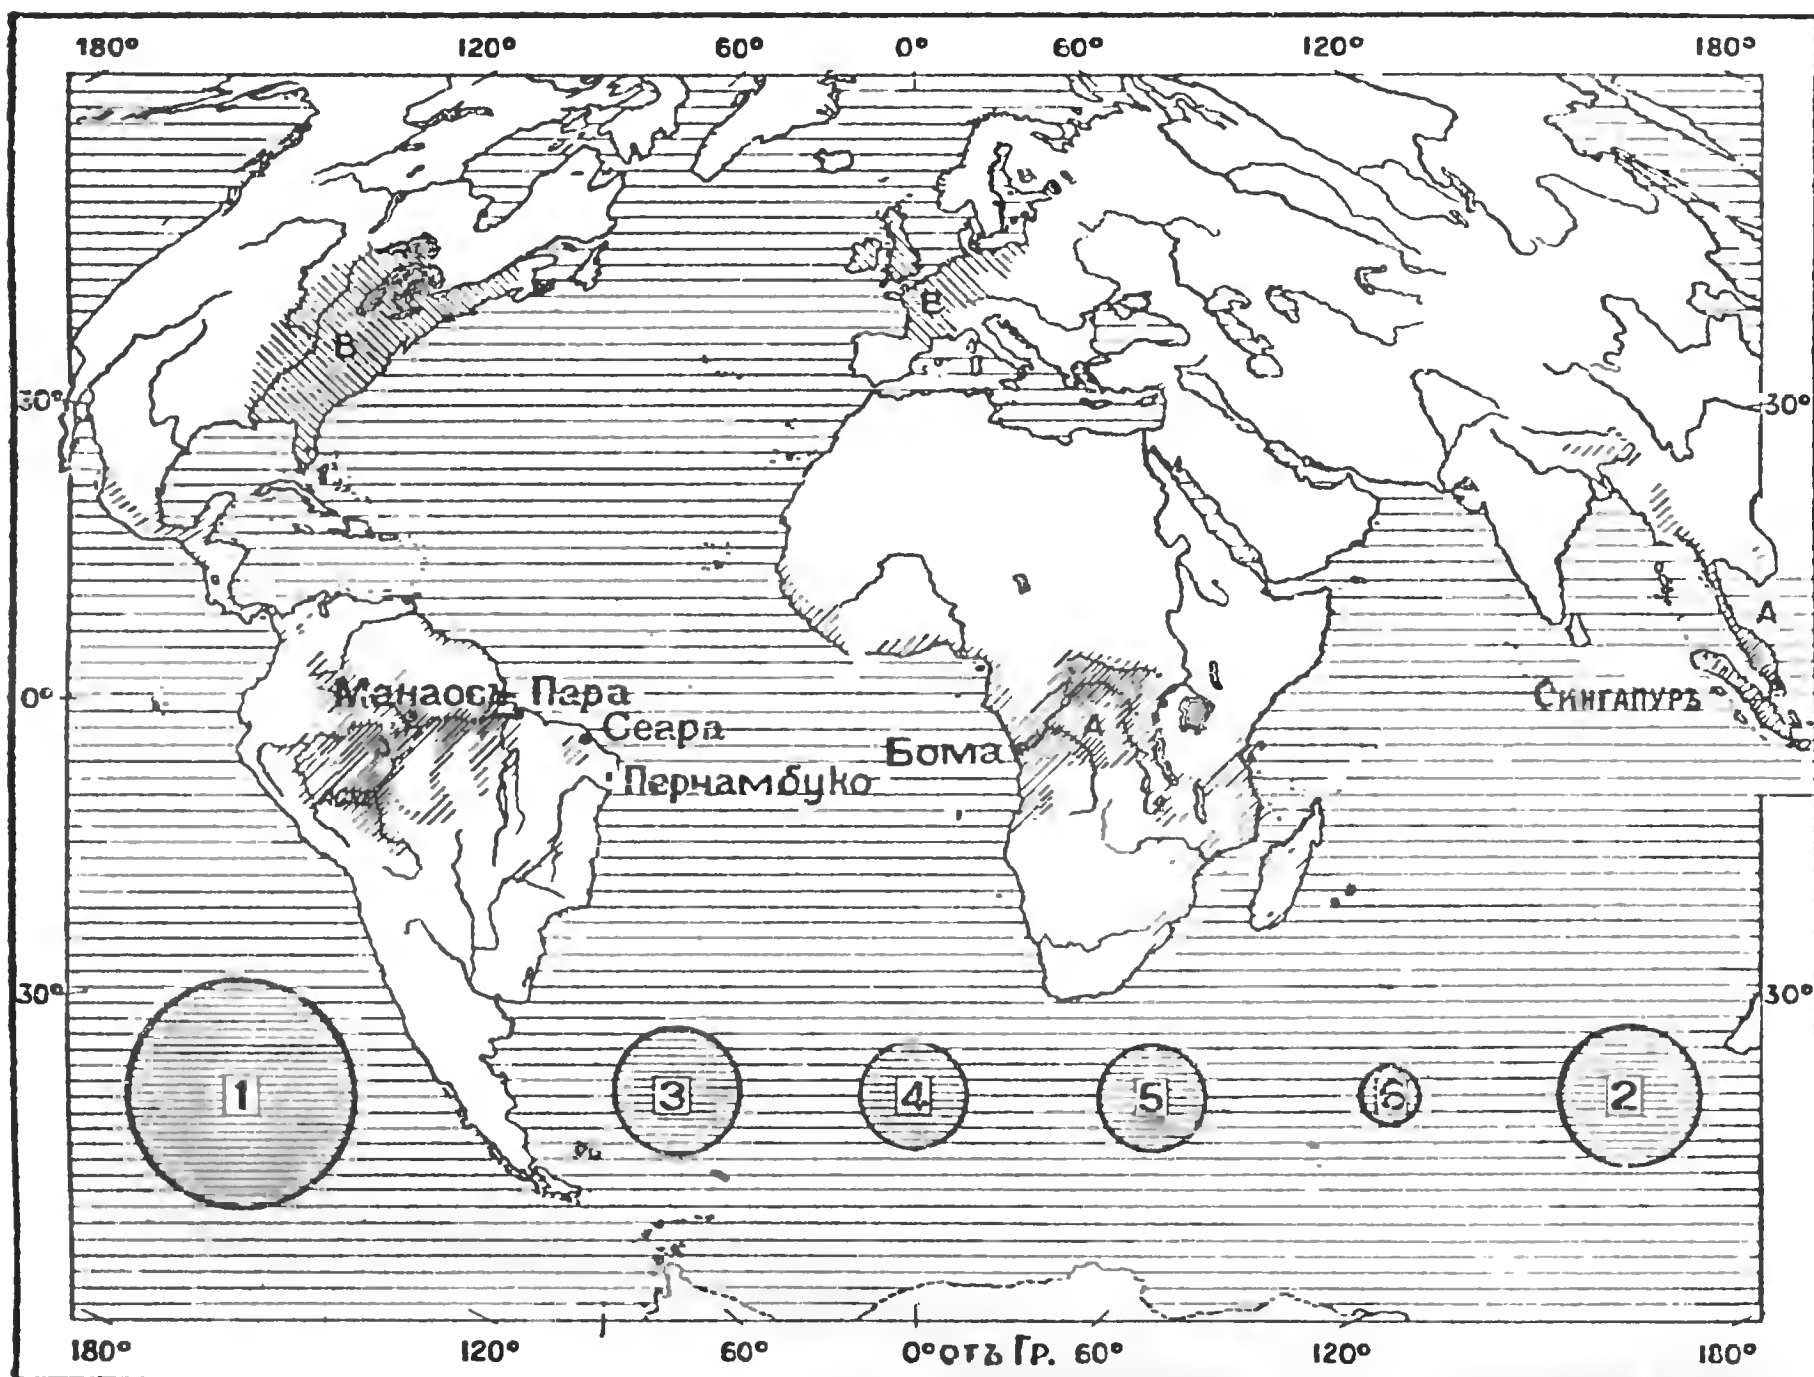 180° 120° 60° 0° 60° 120° 180°
В
В
30° 30°
А
0°
Манаосъ Пара
Сеара
Сингапуръ
Бома
А
Пернамбуко
30° 30°
1 3 4 5 6 2
180° 120° 60° 0° отъ Гр. 60° 120° 180°